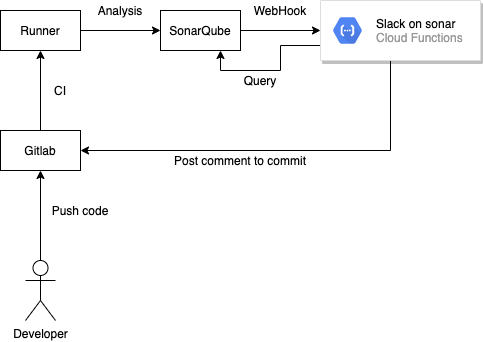 Analysis
WebHook
Runner
SonarQube
Slack on sonar
Cloud Functions
Query
CI
Gitlab
Post comment to commit
Push code
Developer